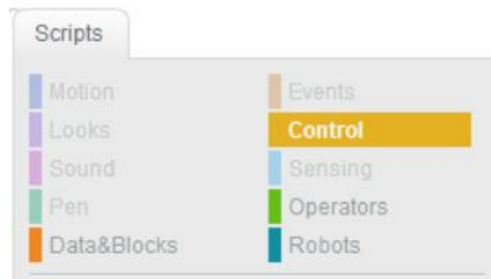 Scripts
Motion
Events
Looks
Control
Sound
Sensing
Pen
Operators
Data&Blocks
Robots